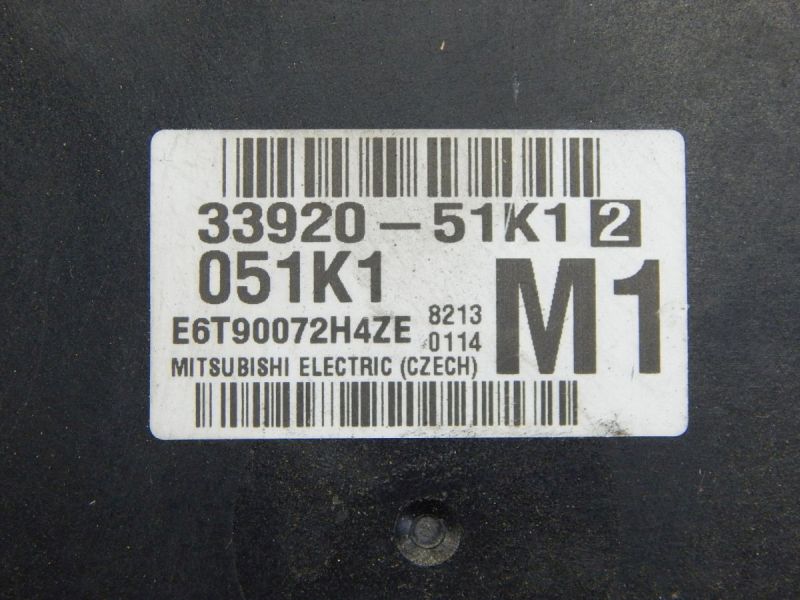 33920-51K1 2
051K1
M1
E6T90072H4ZE
8213
0114
MITSUBISHI ELECTRIC (CZECH)